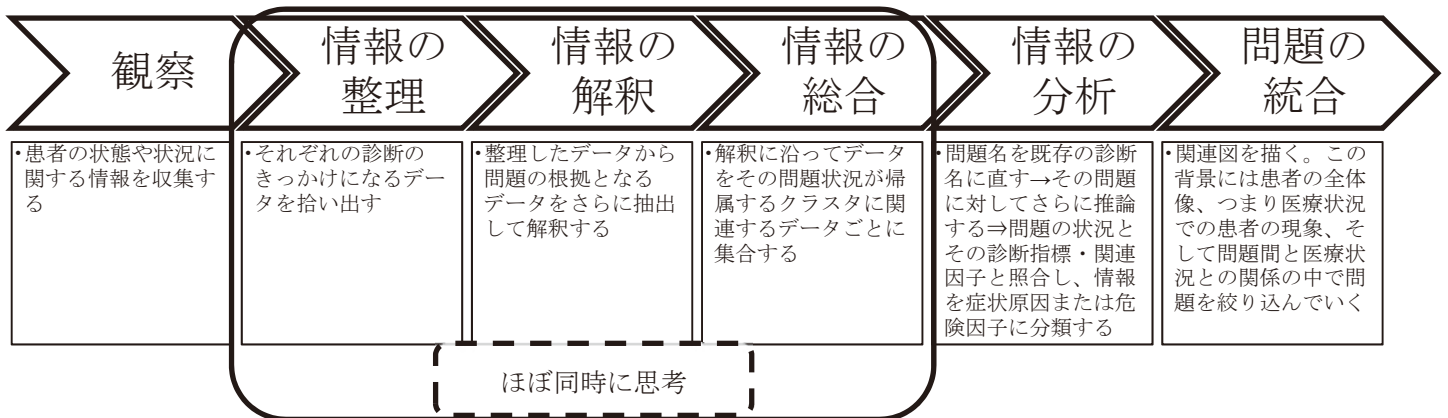 観察
情報の
整理
情報の
解釈
情報の
総合
情報の
分析
問題の
統合
・患者の状態や状況に
関する情報を収集す
る
・それぞれの診断の
きっかけになるデー
タを拾い出す
・整理したデータから
問題の根拠となる
データをさらに抽出
して解釈する
・解釈に沿ってデータ
をその問題状況が帰
属するクラスタに関
連するデータごとに
集合する
・問題名を既存の診断
名に直す→その問題
に対してさらに推論
する⇒問題の状況と
その診断指標・関連
因子と照合し、情報
を症状原因または危
険因子に分類する
・関連図を描く。この
背景には患者の全体
像、つまり医療状況
での患者の現象、そ
して問題間と医療状
況との関係の中で問
題を絞り込んでいく
ほぼ同時に思考